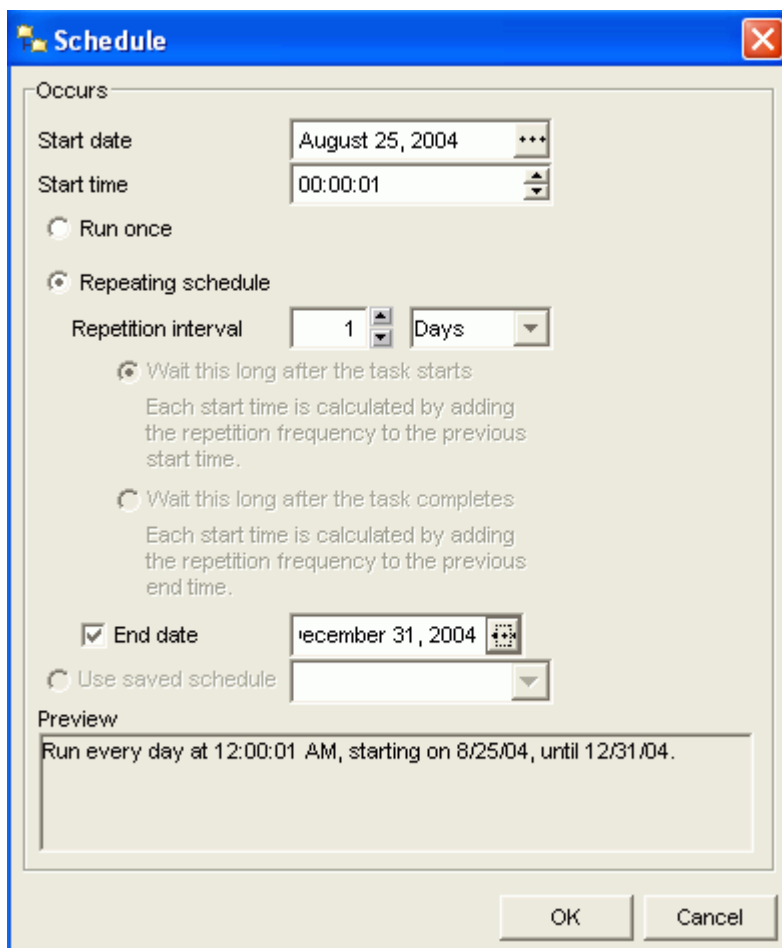 Schedule
Occurs
Start date August 25, 2004
Start time 00:00:01
Run once
Repeating schedule
Repetition interval 1 Days
Wait this long after the task starts
Each start time is calculated by adding
the repetition frequency to the previous
start time.
Wait this long after the task completes
Each start time is calculated by adding
the repetition frequency to the previous
end time.
End date ecember 31, 2004
Use saved schedule
Preview
Run every day at 12:00:01 AM, starting on 8/25/04, until 12/31/04.
OK Cancel